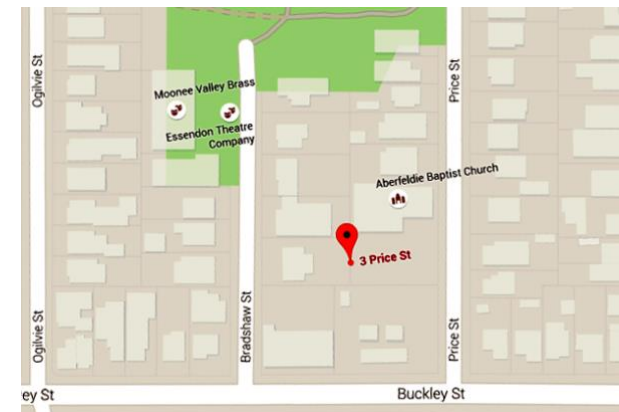 Ogilvie St
Price St
Moonee Valley Brass
Essendon Theatre
Company
Aberfeldie Baptist Church
3 Price St
Ogilvie St
Bradshaw St
Price St
ey St
Buckley St